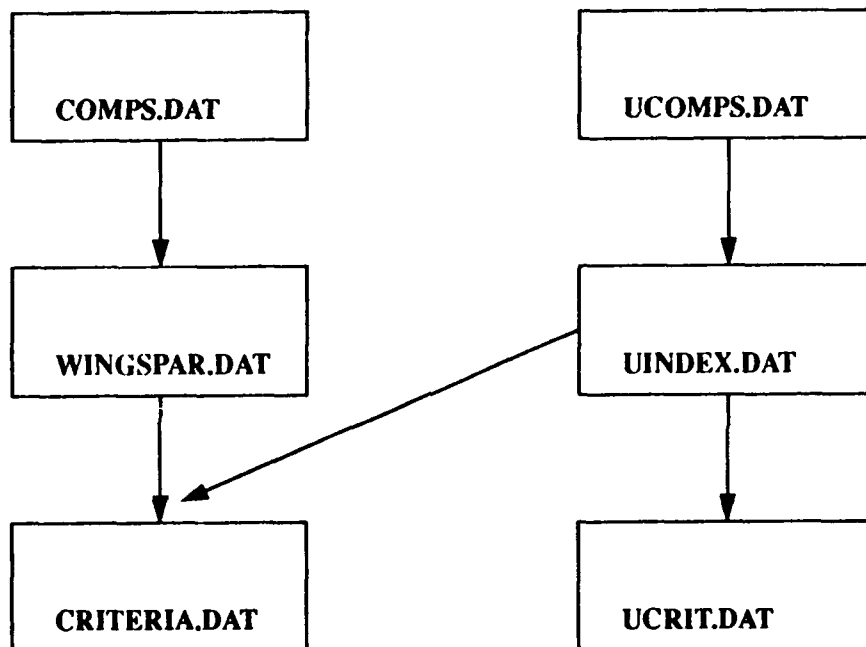 COMPS.DAT
UCOMPS.DAT
WINGSPAR.DAT
UINDEX.DAT
CRITERIA.DAT
UCRIT.DAT